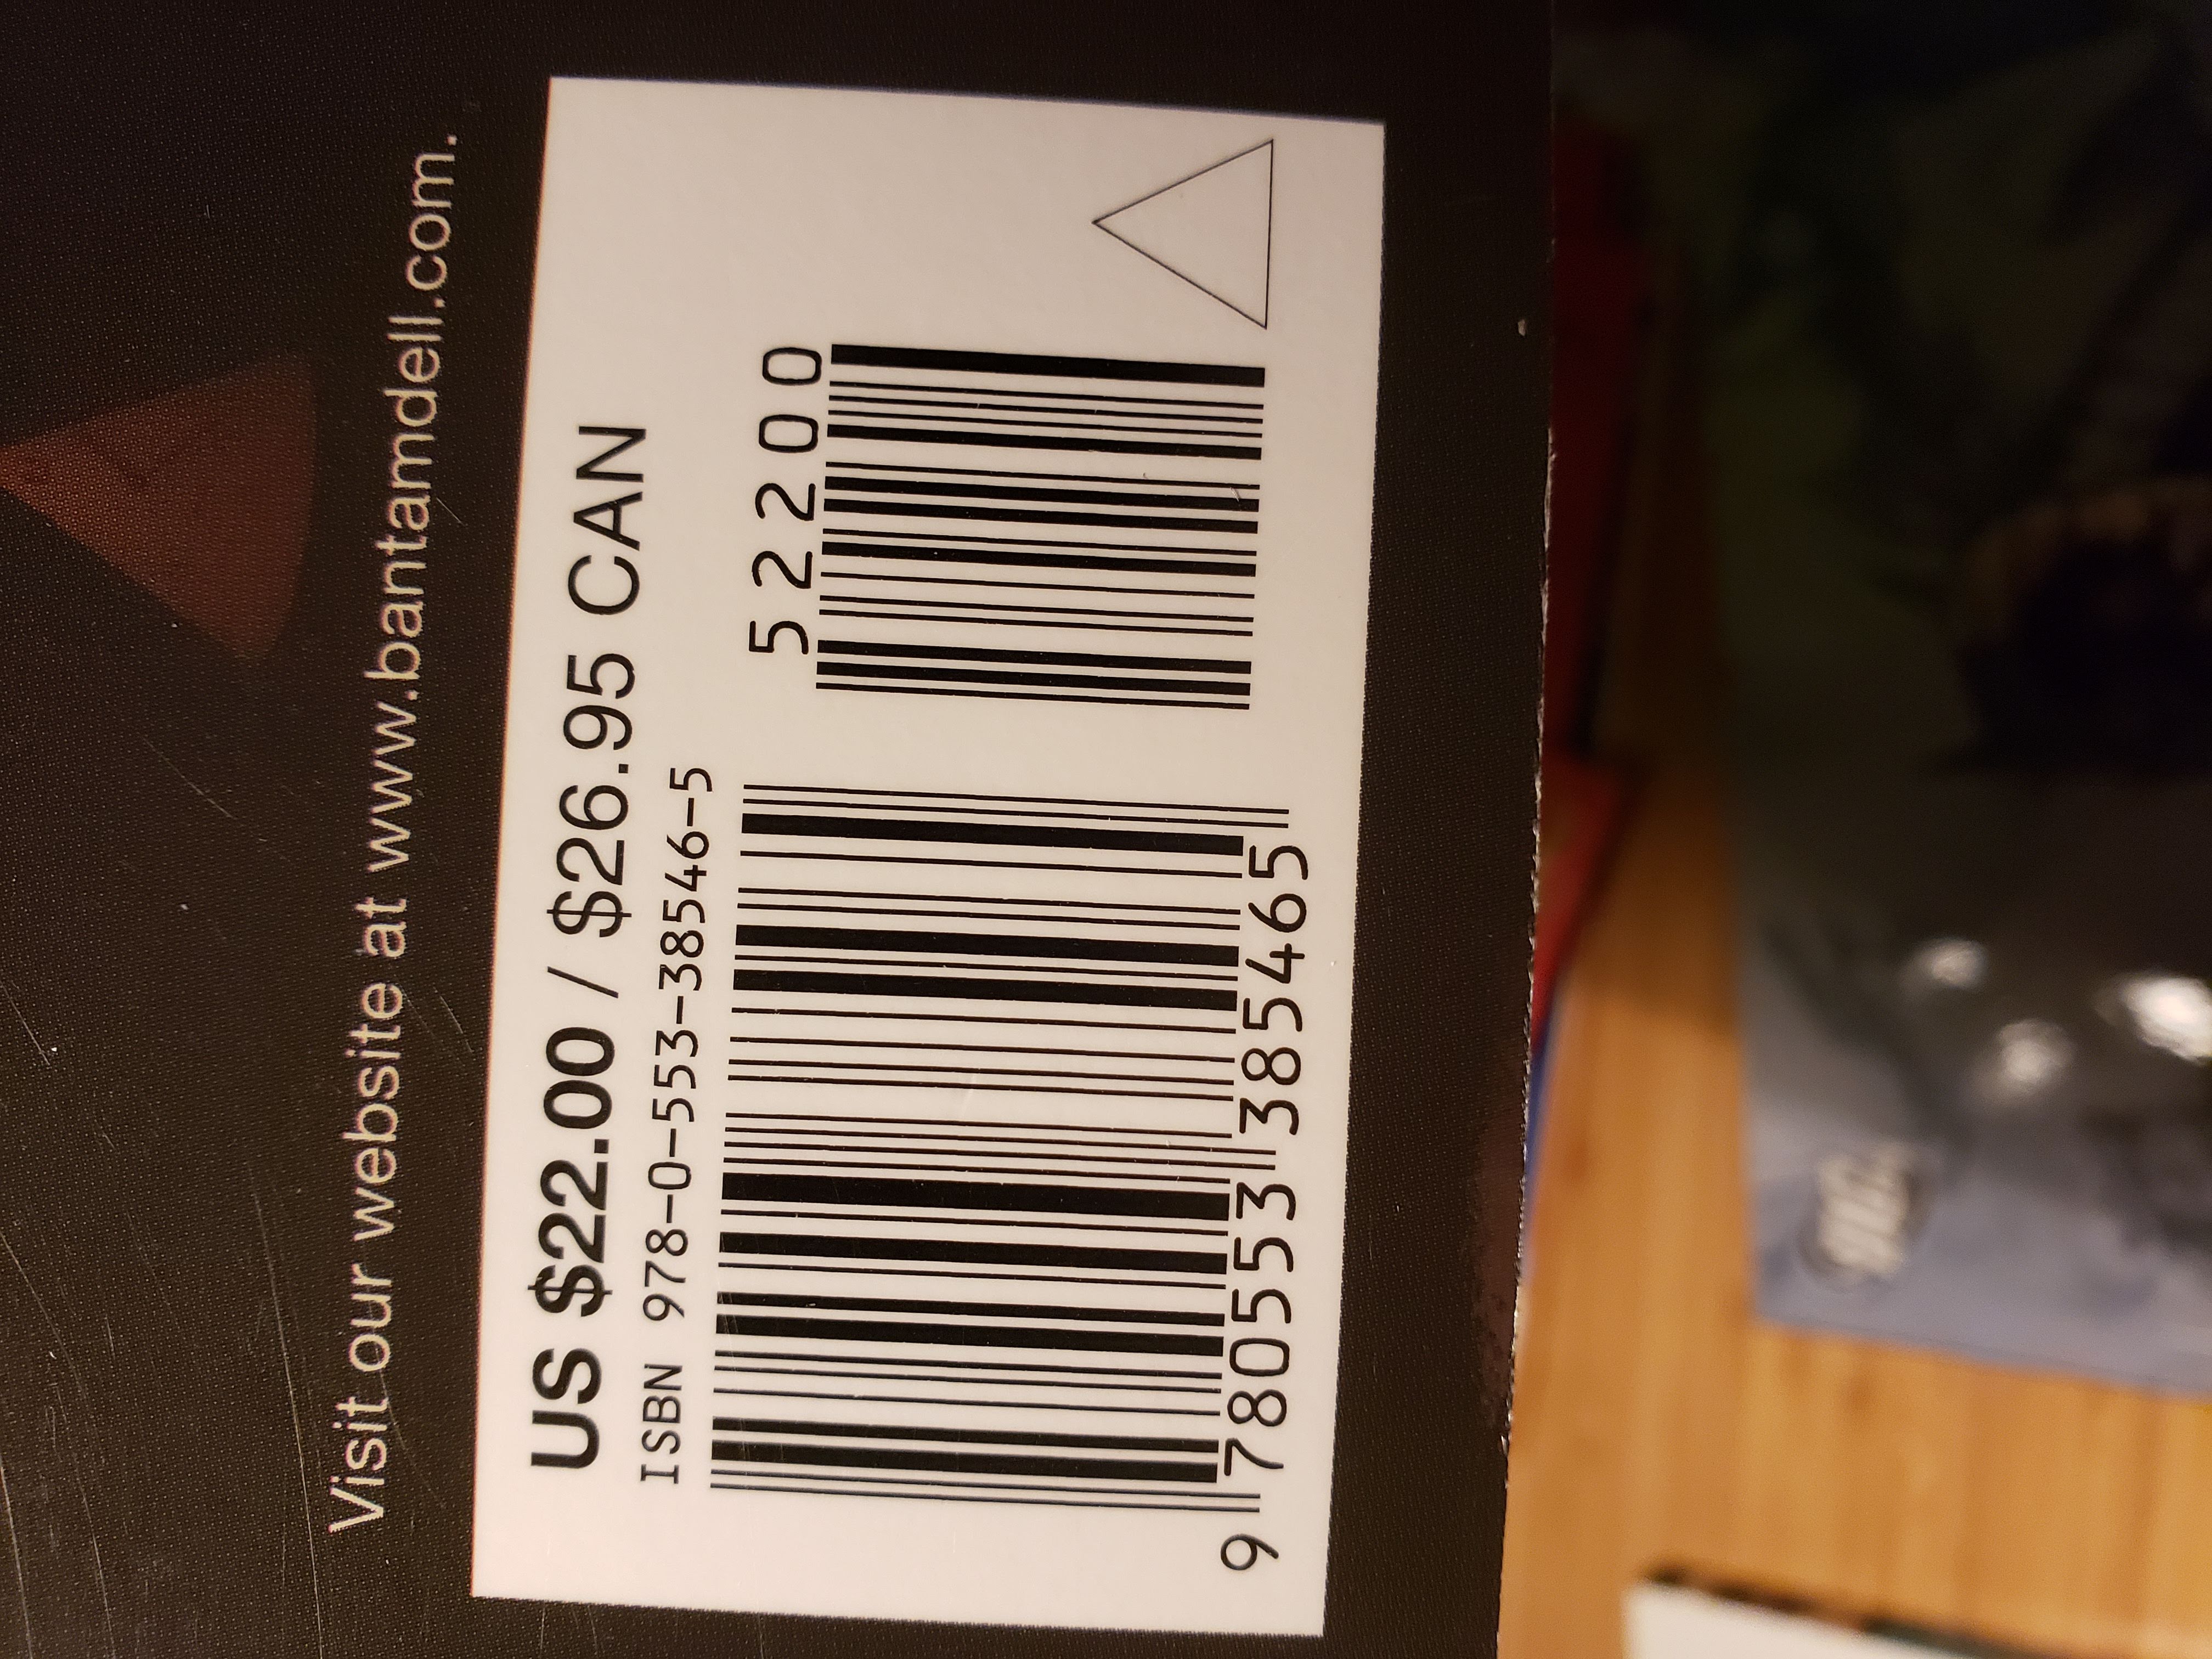 Visit our website at www.bantamdell.com.
US $22.00 / $26.95 CAN
ISBN 978-0-553-38546-5
52200
9 780553 385465